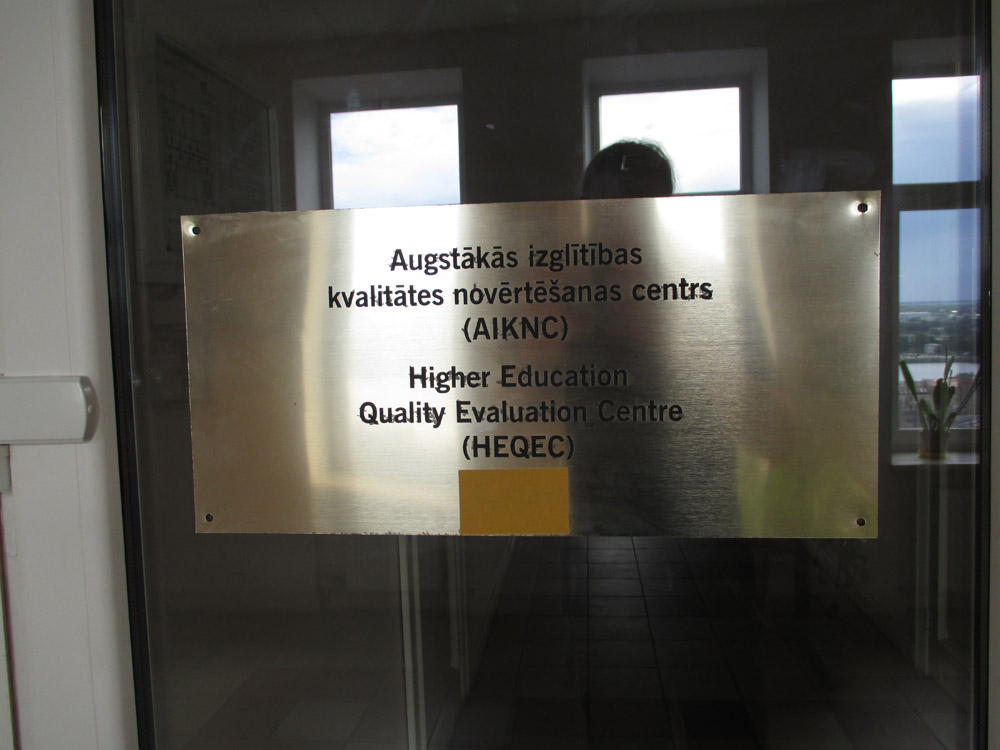 Augstākās izglītības
kvalitātes novērtēšanas centrs
(AIKNC)
Higher Education
Quality Evaluation Centre
(HEQEC)